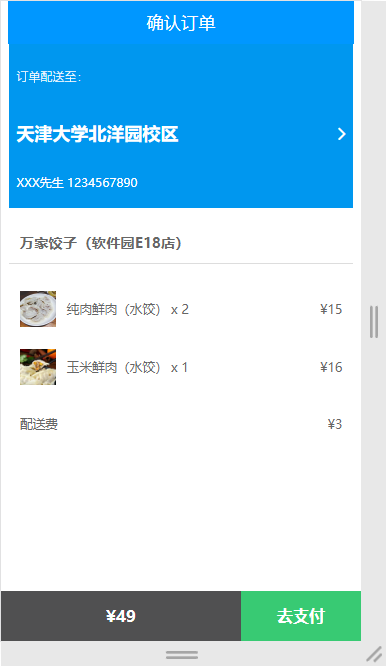 确认订单
订单配送至:
天津大学北洋园校区
XXX先生 1234567890
万家饺子（软件园E18店）
纯肉鲜肉（水饺） x 2 ¥15
玉米鲜肉（水饺） x 1 ¥16
配送费 ¥3
¥49 去支付